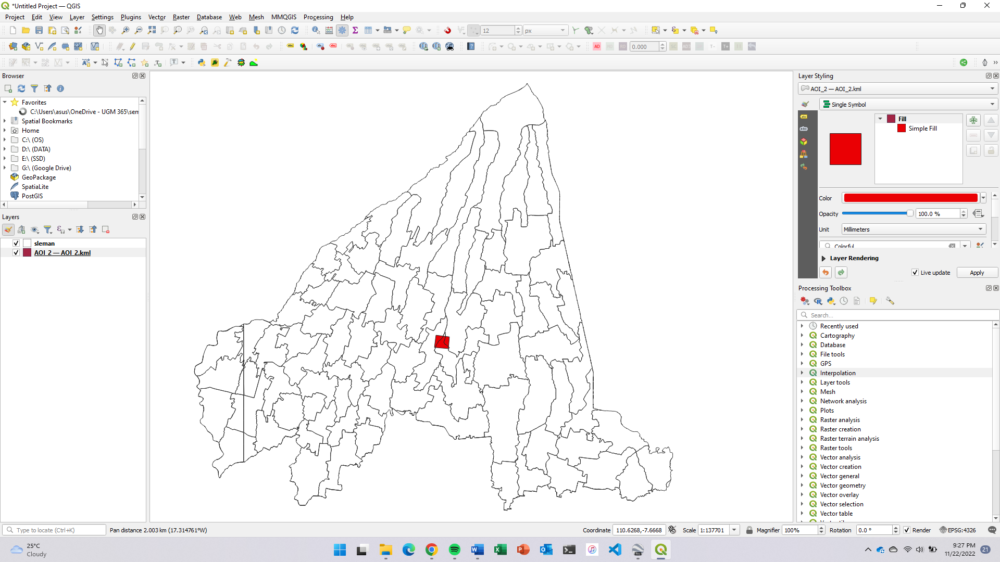 *Untitled Project — QGIS
Project Edit View Layer Settings Plugins Vector Raster Database Web Mesh MMQGIS Processing Help
12 px
0.000
Browser
Favorites
C:\Users\asus\OneDrive - UGM 365\sem
Spatial Bookmarks
Home
C:\ (OS)
D:\ (DATA)
E:\ (SSD)
G:\ (Google Drive)
GeoPackage
SpatiaLite
PostGIS
Layers
sleman
AOI_2 — AOI_2.kml
Layer Styling
AOI_2 — AOI_2.kml
Single Symbol
Fill
Simple Fill
Color
Opacity 100.0 %
Unit Millimeters
Colorful
Layer Rendering
Live update Apply
Processing Toolbox
Search...
Recently used
Cartography
Database
File tools
GPS
Interpolation
Layer tools
Mesh
Network analysis
Plots
Raster analysis
Raster creation
Raster terrain analysis
Raster tools
Vector analysis
Vector creation
Vector general
Vector geometry
Vector overlay
Vector selection
Vector table
Type to locate (Ctrl+K) Pan distance 2.003 km (17.314761°W) Coordinate 110.6268,-7.6668 Scale 1:137701 Magnifier 100% Rotation 0.0 ° Render EPSG:4326
25°C
Cloudy
9:27 PM
11/22/2022
21